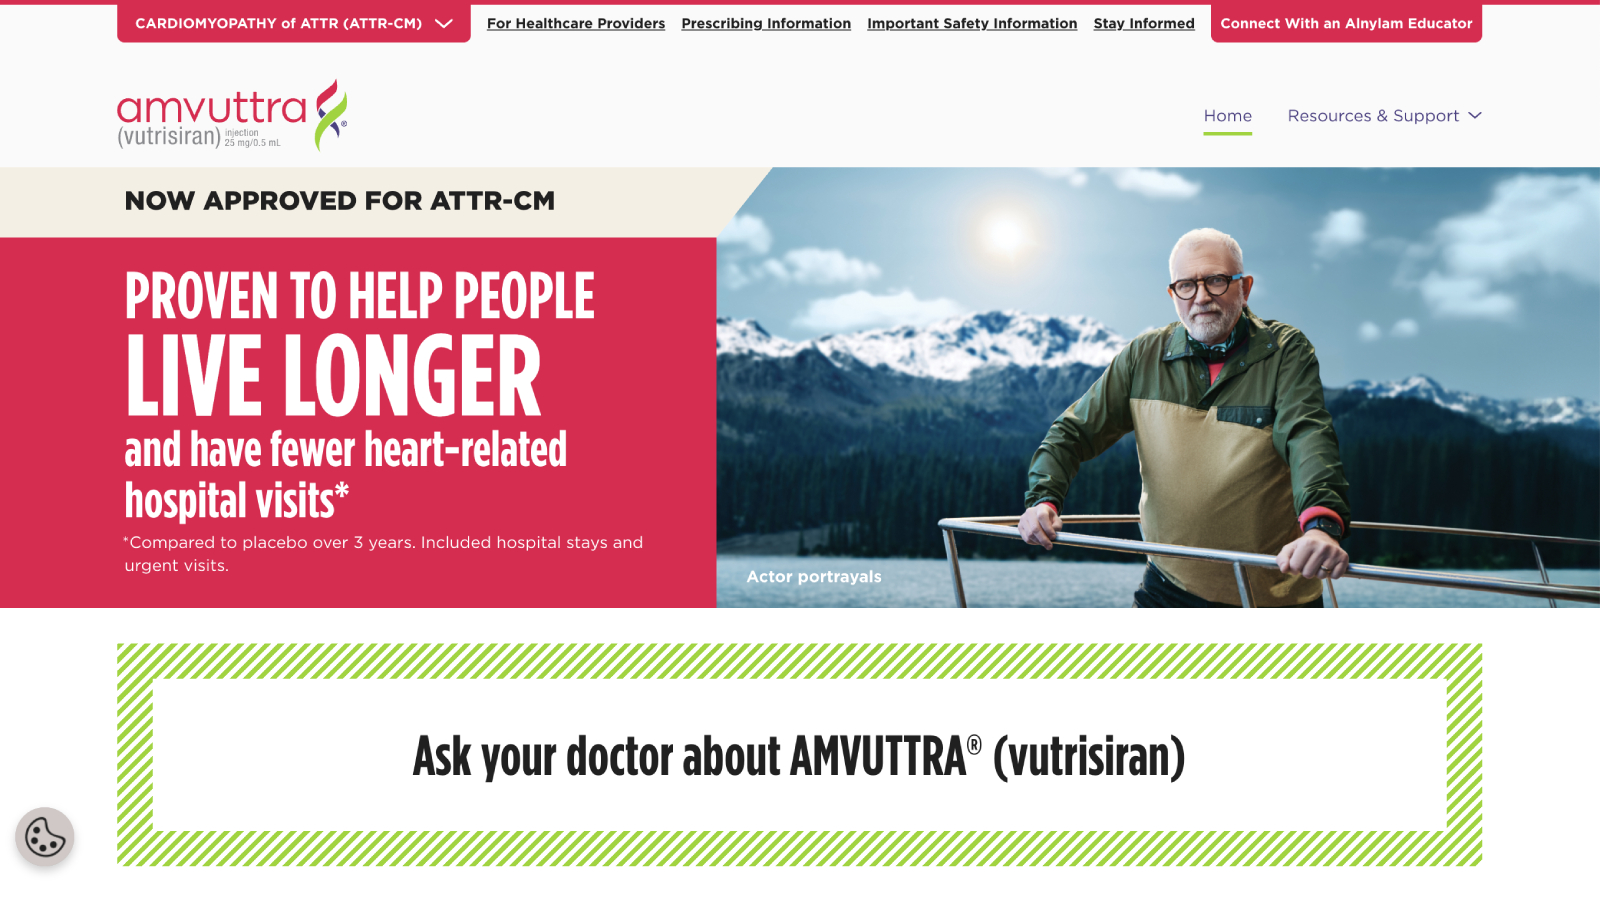 CARDIOMYOPATHY of ATTR (ATTR-CM)
For Healthcare Providers
Prescribing Information
Important Safety Information
Stay Informed
Connect With an Alnylam Educator
amvuttra®
(vutrisiran) injection 25 mg/0.5 mL
Home
Resources & Support
NOW APPROVED FOR ATTR-CM
PROVEN TO HELP PEOPLE
LIVE LONGER
and have fewer heart-related
hospital visits*
*Compared to placebo over 3 years. Included hospital stays and
urgent visits.
Actor portrayals
Ask your doctor about AMVUTTRA® (vutrisiran)